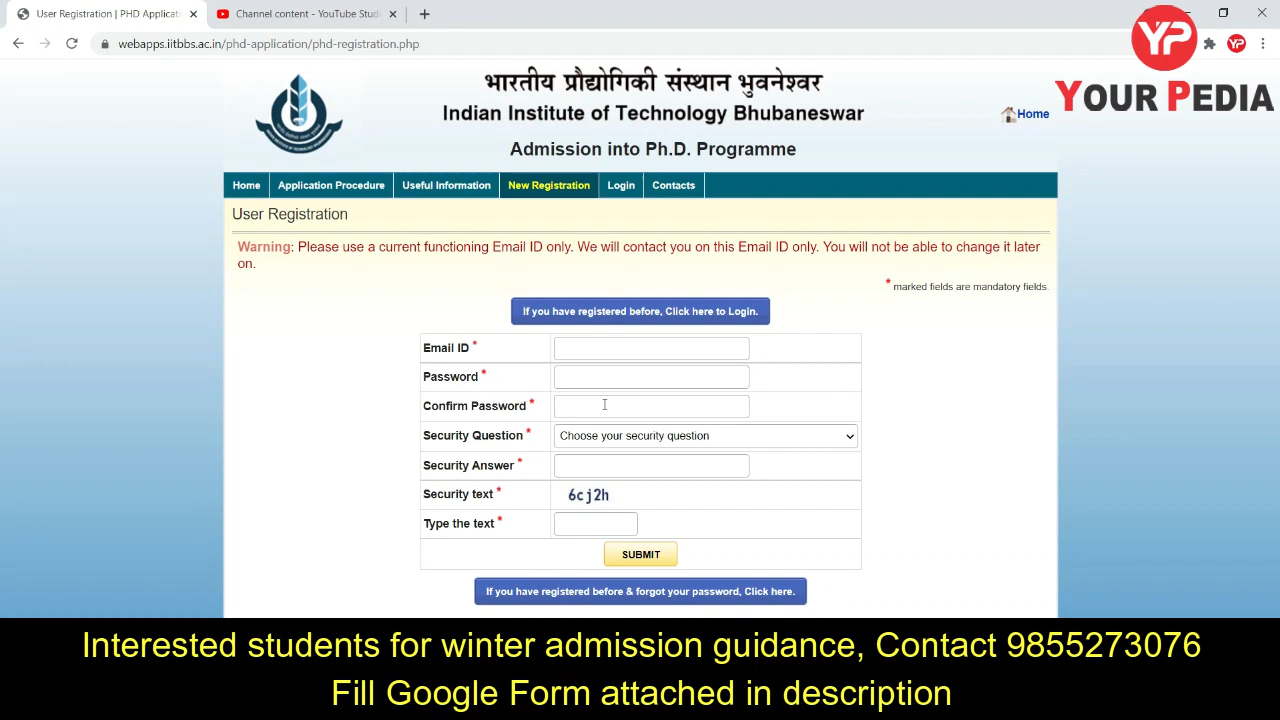 User Registration | PHD Applicati
Channel content - YouTube Stud
webapps.iitbbs.ac.in/phd-application/phd-registration.php
YP
YP
YOUR PEDIA
भारतीय प्रौद्योगिकी संस्थान भुवनेश्वर
Indian Institute of Technology Bhubaneswar
Home
Admission into Ph.D. Programme
Home Application Procedure Useful Information New Registration Login Contacts
User Registration
Warning: Please use a current functioning Email ID only. We will contact you on this Email ID only. You will not be able to change it later
on.
* marked fields are mandatory fields.
If you have registered before, Click here to Login.
Email ID *
Password *
Confirm Password *
Security Question * Choose your security question
Security Answer *
Security text * 6cj2h
Type the text *
SUBMIT
If you have registered before & forgot your password, Click here.
Interested students for winter admission guidance, Contact 9855273076
Fill Google Form attached in description